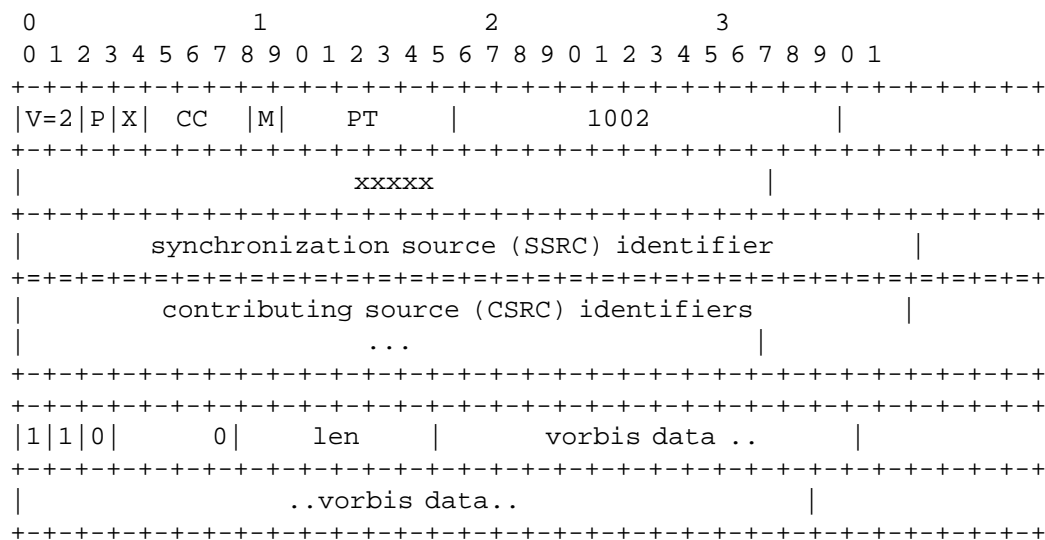 0 1 2 3
0 1 2 3 4 5 6 7 8 9 0 1 2 3 4 5 6 7 8 9 0 1 2 3 4 5 6 7 8 9 0 1
+-+-+-+-+-+-+-+-+-+-+-+-+-+-+-+-+-+-+-+-+-+-+-+-+-+-+-+-+-+-+-+-+
|V=2|P|X| CC |M| PT | 1002 |
+-+-+-+-+-+-+-+-+-+-+-+-+-+-+-+-+-+-+-+-+-+-+-+-+-+-+-+-+-+-+-+-+
| xxxxx |
+-+-+-+-+-+-+-+-+-+-+-+-+-+-+-+-+-+-+-+-+-+-+-+-+-+-+-+-+-+-+-+-+
| synchronization source (SSRC) identifier |
+=+=+=+=+=+=+=+=+=+=+=+=+=+=+=+=+=+=+=+=+=+=+=+=+=+=+=+=+=+=+=+=+
| contributing source (CSRC) identifiers |
| ... |
+-+-+-+-+-+-+-+-+-+-+-+-+-+-+-+-+-+-+-+-+-+-+-+-+-+-+-+-+-+-+-+-+
+-+-+-+-+-+-+-+-+-+-+-+-+-+-+-+-+-+-+-+-+-+-+-+-+-+-+-+-+-+-+-+-+
|1|1|0| 0| len | vorbis data .. |
+-+-+-+-+-+-+-+-+-+-+-+-+-+-+-+-+-+-+-+-+-+-+-+-+-+-+-+-+-+-+-+-+
| ..vorbis data.. |
+-+-+-+-+-+-+-+-+-+-+-+-+-+-+-+-+-+-+-+-+-+-+-+-+-+-+-+-+-+-+-+-+